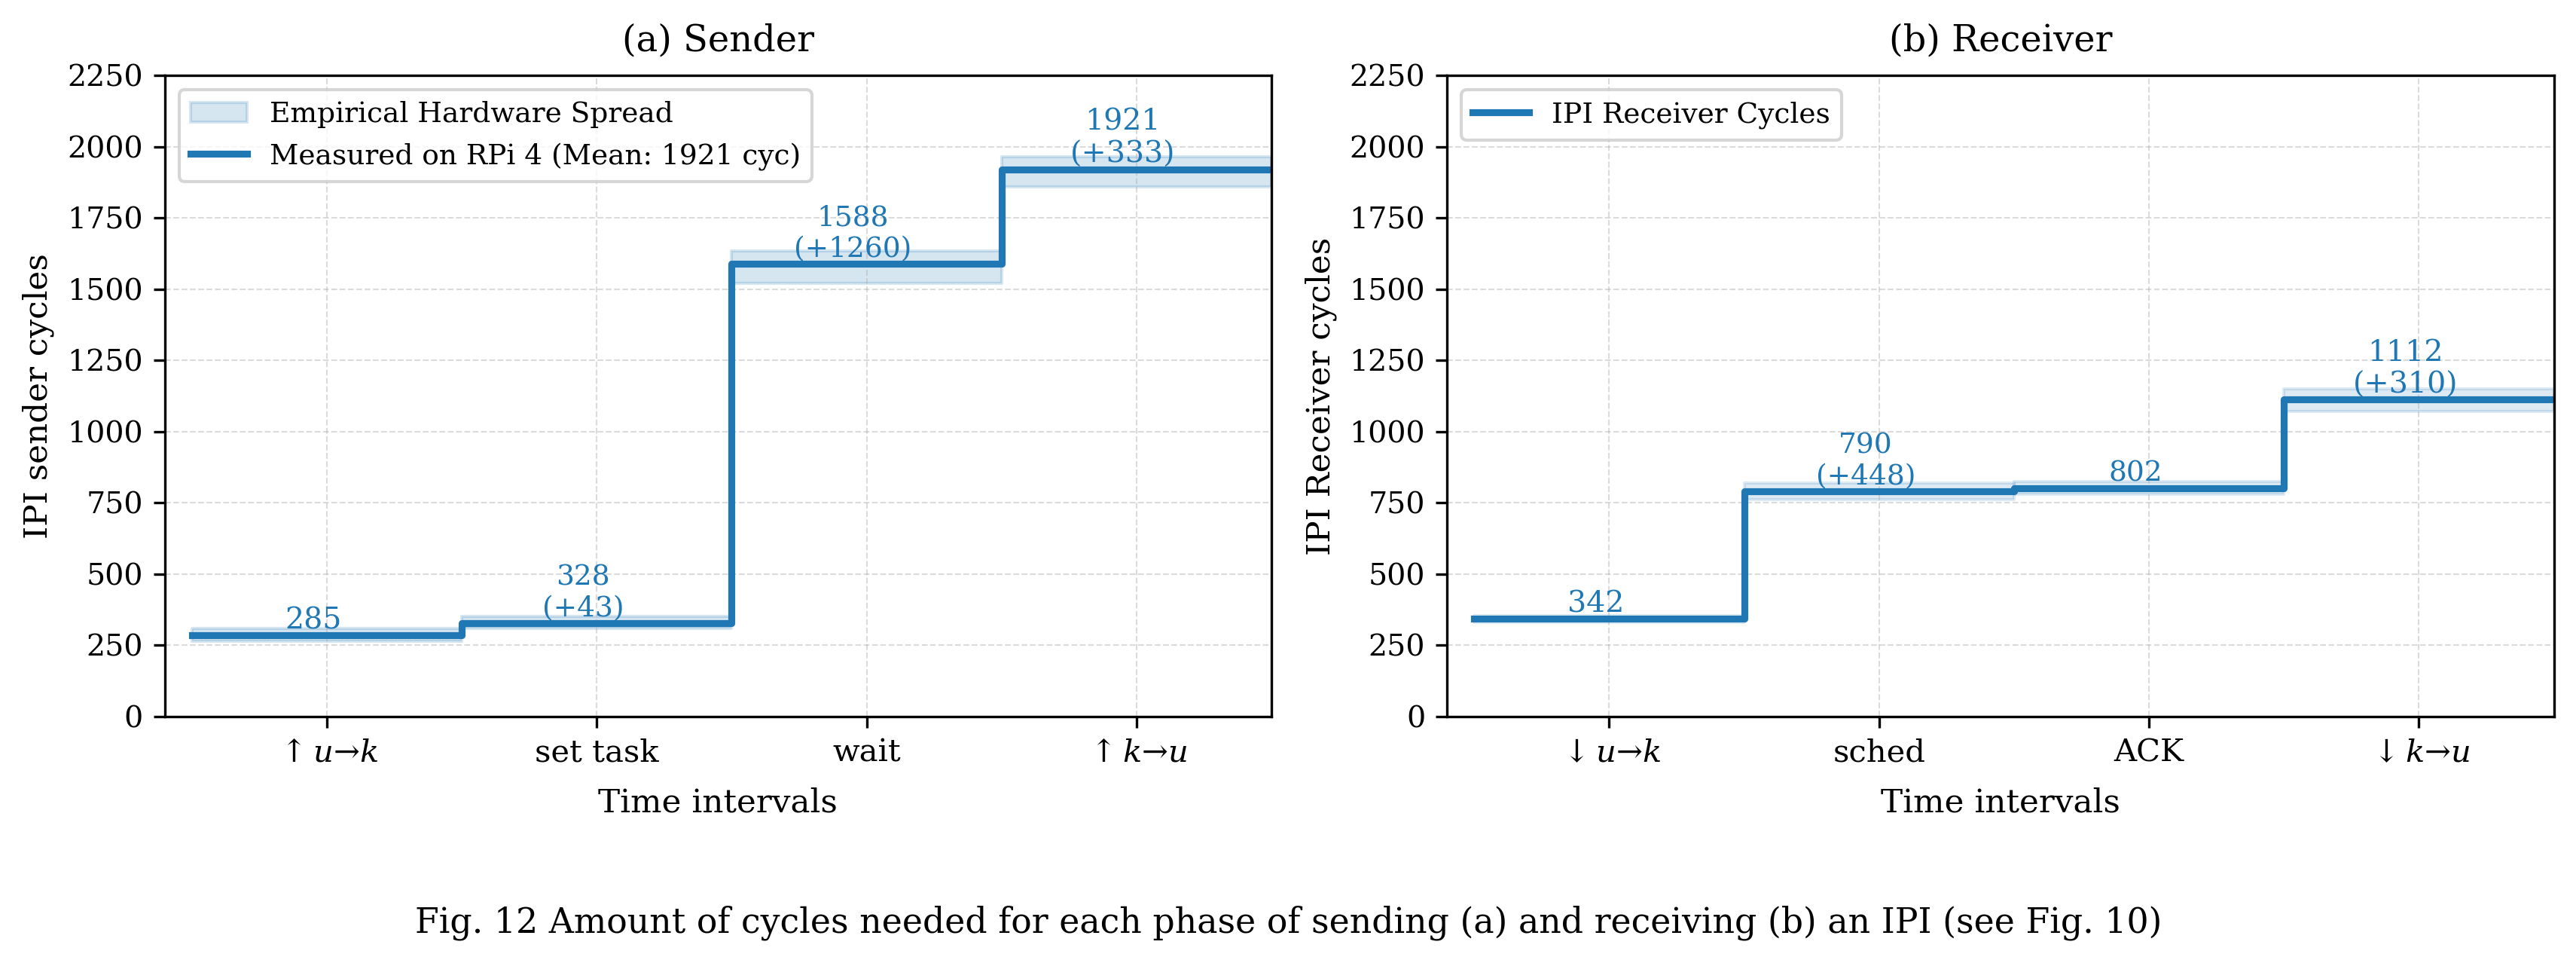 (a) Sender
IPI sender cycles
2250
2000
1750
1500
1250
1000
750
500
250
0
Empirical Hardware Spread
Measured on RPi 4 (Mean: 1921 cyc)
285
328
(+43)
1588
(+1260)
1921
(+333)
↑ u→k
set task
wait
↑ k→u
Time intervals
(b) Receiver
IPI Receiver cycles
2250
2000
1750
1500
1250
1000
750
500
250
0
IPI Receiver Cycles
342
790
(+448)
802
1112
(+310)
↓ u→k
sched
ACK
↓ k→u
Time intervals
Fig. 12 Amount of cycles needed for each phase of sending (a) and receiving (b) an IPI (see Fig. 10)